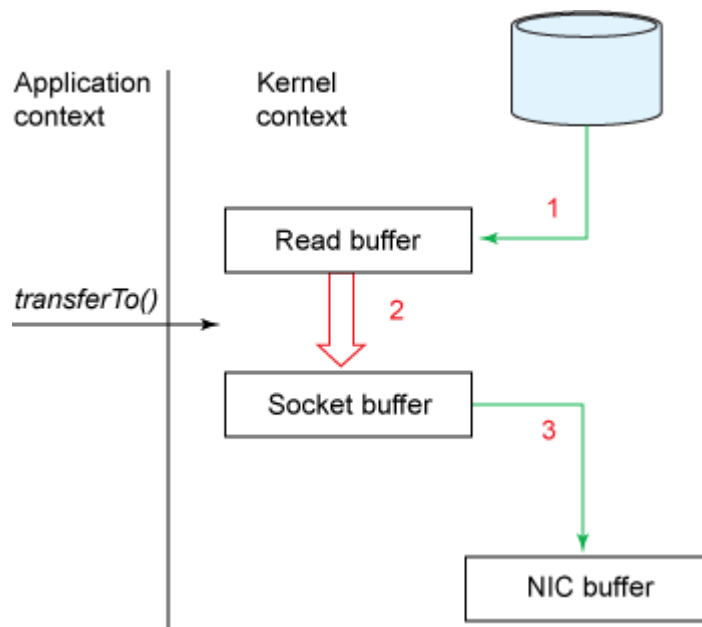 Application
context
Kernel
context
1
Read buffer
transferTo()
2
Socket buffer
3
NIC buffer